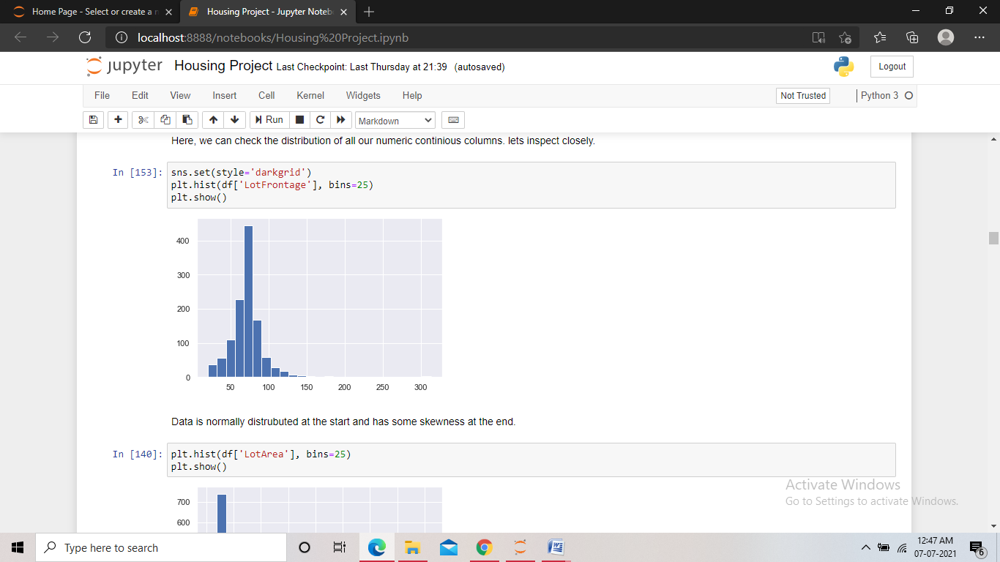 Home Page - Select or create a n
Housing Project - Jupyter Noteb
localhost:8888/notebooks/Housing%20Project.ipynb
jupyter Housing Project Last Checkpoint: Last Thursday at 21:39 (autosaved)
Logout
File Edit View Insert Cell Kernel Widgets Help
Not Trusted
Python 3
Run
Markdown
Here, we can check the distribution of all our numeric continious columns. lets inspect closely.
In [153]: sns.set(style='darkgrid')
plt.hist(df['LotFrontage'], bins=25)
plt.show()
400
300
200
100
0
50 100 150 200 250 300
Data is normally distrubuted at the start and has some skewness at the end.
In [140]: plt.hist(df['LotArea'], bins=25)
plt.show()
700
600
Activate Windows
Go to Settings to activate Windows.
Type here to search
12:47 AM
07-07-2021
6